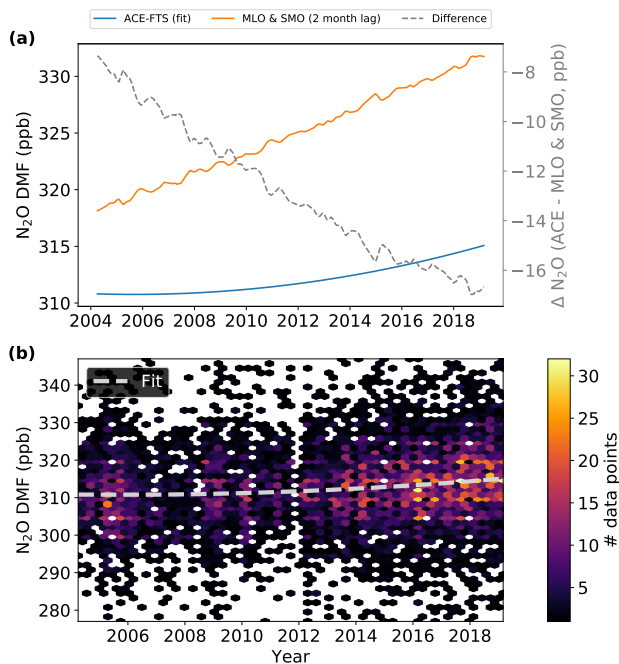 ACE-FTS (fit) MLO & SMO (2 month lag) Difference
(a)
330
325
320
315
310
N₂O DMF (ppb)
−8
−10
−12
−14
−16
Δ N₂O (ACE - MLO & SMO, ppb)
2004 2006 2008 2010 2012 2014 2016 2018
(b)
Fit
340
330
320
310
300
290
280
N₂O DMF (ppb)
2006 2008 2010 2012 2014 2016 2018
Year
30
25
20
15
10
5
# data points